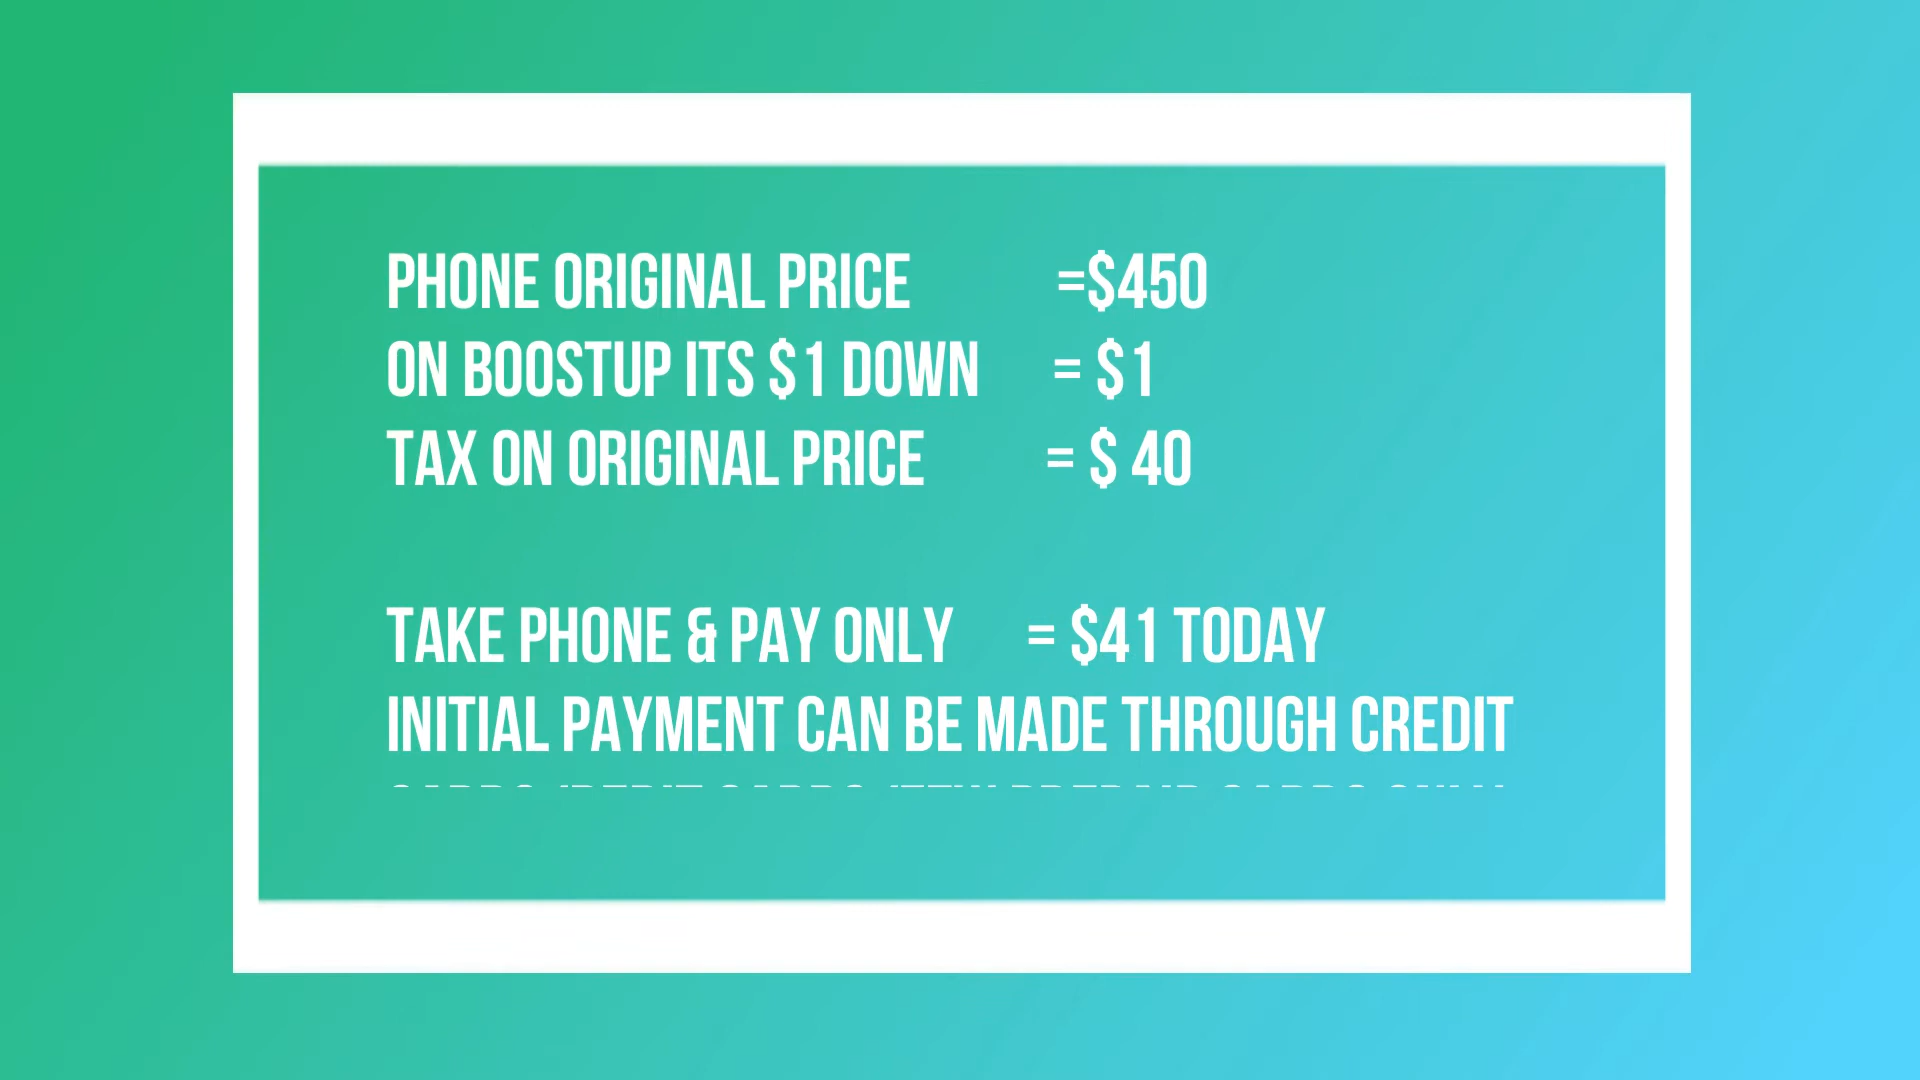 PHONE ORIGINAL PRICE =$450
ON BOOSTUP ITS $1 DOWN = $1
TAX ON ORIGINAL PRICE = $ 40
TAKE PHONE & PAY ONLY = $41 TODAY
INITIAL PAYMENT CAN BE MADE THROUGH CREDIT